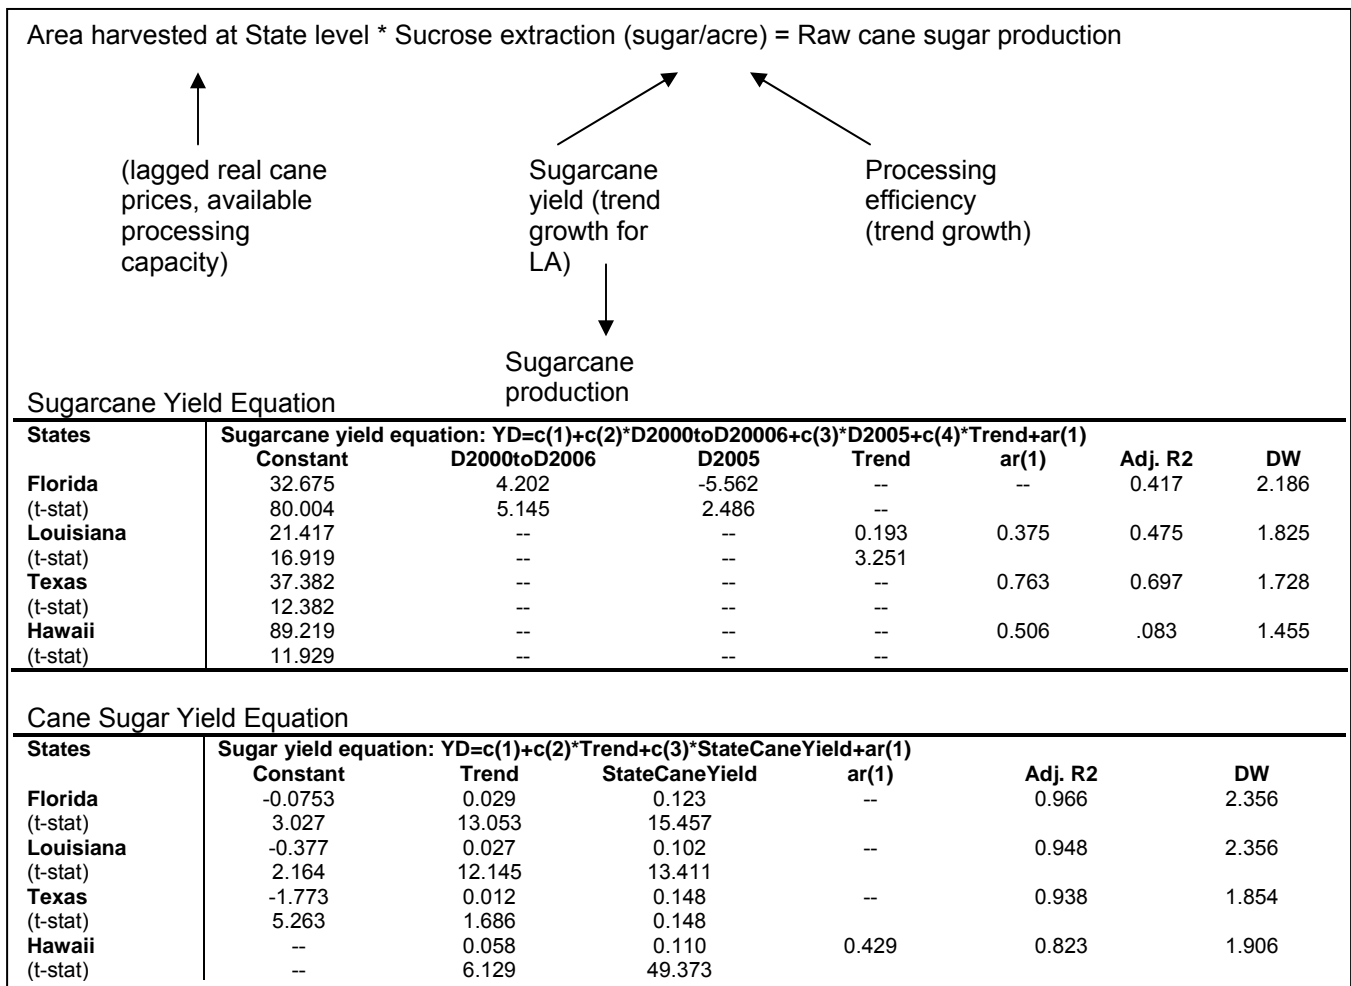 Area harvested at State level * Sucrose extraction (sugar/acre) = Raw cane sugar production
(lagged real cane
prices, available
processing
capacity)
Sugarcane
yield (trend
growth for
LA)
Processing
efficiency
(trend growth)
Sugarcane
production
Sugarcane Yield Equation
States Sugarcane yield equation: YD=c(1)+c(2)*D2000toD20006+c(3)*D2005+c(4)*Trend+ar(1)
Constant D2000toD2006 D2005 Trend ar(1) Adj. R2 DW
Florida 32.675 4.202 -5.562 -- -- 0.417 2.186
(t-stat) 80.004 5.145 2.486 --
Louisiana 21.417 -- -- 0.193 0.375 0.475 1.825
(t-stat) 16.919 -- -- 3.251
Texas 37.382 -- -- -- 0.763 0.697 1.728
(t-stat) 12.382 -- -- --
Hawaii 89.219 -- -- -- 0.506 .083 1.455
(t-stat) 11.929 -- -- --
Cane Sugar Yield Equation
States Sugar yield equation: YD=c(1)+c(2)*Trend+c(3)*StateCaneYield+ar(1)
Constant Trend StateCaneYield ar(1) Adj. R2 DW
Florida -0.0753 0.029 0.123 -- 0.966 2.356
(t-stat) 3.027 13.053 15.457
Louisiana -0.377 0.027 0.102 -- 0.948 2.356
(t-stat) 2.164 12.145 13.411
Texas -1.773 0.012 0.148 -- 0.938 1.854
(t-stat) 5.263 1.686 0.148
Hawaii -- 0.058 0.110 0.429 0.823 1.906
(t-stat) -- 6.129 49.373